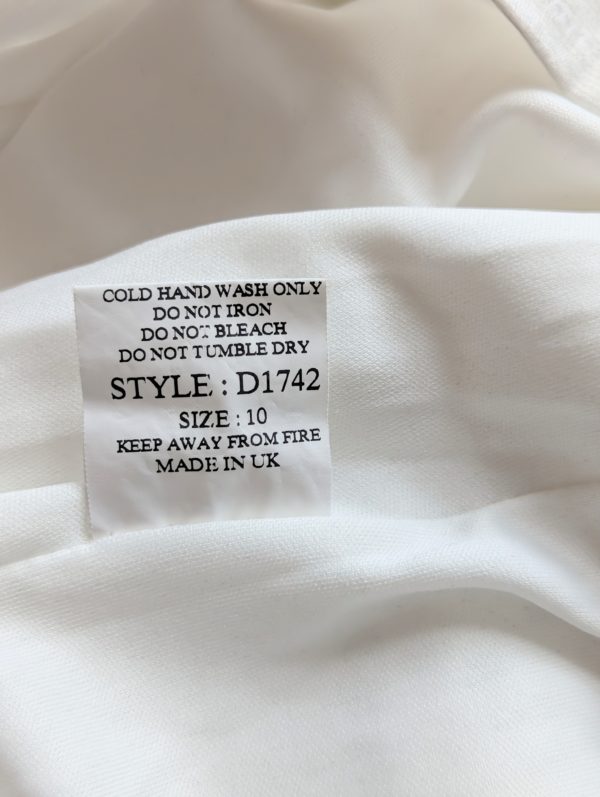 COLD HAND WASH ONLY
DO NOT IRON
DO NOT BLEACH
DO NOT TUMBLE DRY
STYLE : D1742
SIZE : 10
KEEP AWAY FROM FIRE
MADE IN UK